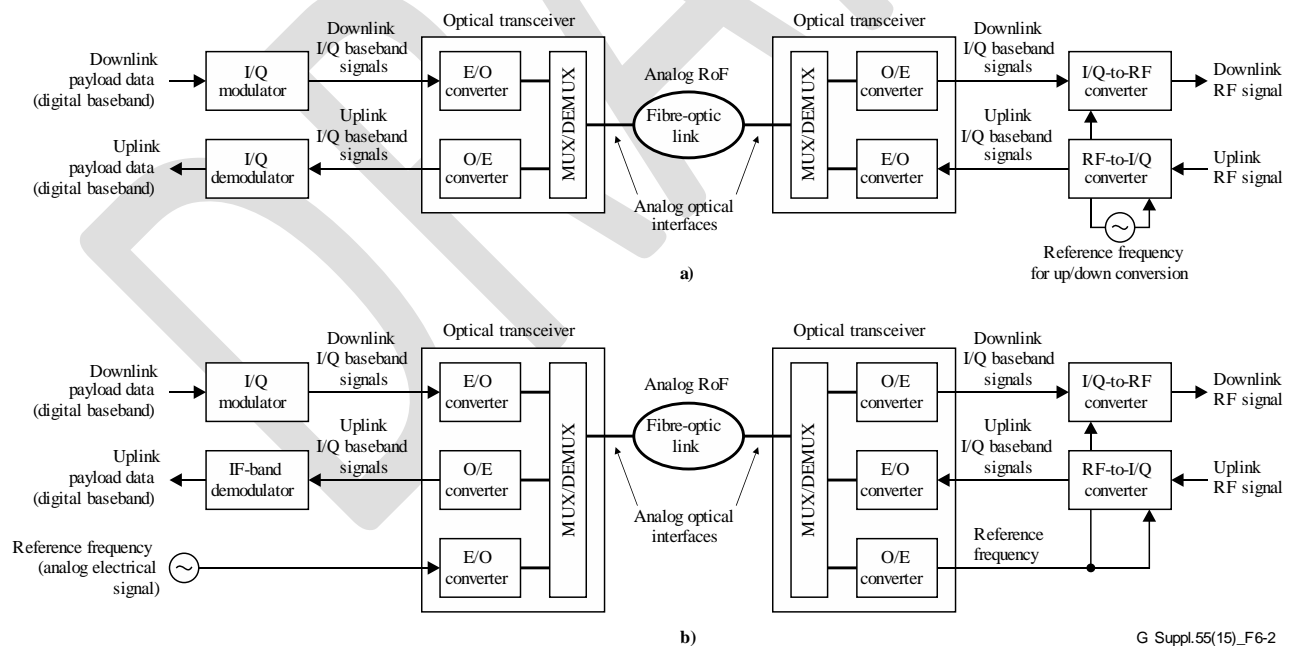 Optical transceiver
Optical transceiver
Downlink
payload data
(digital baseband)
I/Q
modulator
Downlink
I/Q baseband
signals
E/O
converter
MUX/DEMUX
Analog RoF
Fibre-optic
link
MUX/DEMUX
O/E
converter
Downlink
I/Q baseband
signals
I/Q-to-RF
converter
Downlink
RF signal
Uplink
payload data
(digital baseband)
I/Q
demodulator
Uplink
I/Q baseband
signals
O/E
converter
Analog optical
interfaces
E/O
converter
Uplink
I/Q baseband
signals
RF-to-I/Q
converter
Uplink
RF signal
Reference frequency
for up/down conversion
a)
Optical transceiver
Optical transceiver
Downlink
payload data
(digital baseband)
I/Q
modulator
Downlink
I/Q baseband
signals
E/O
converter
MUX/DEMUX
Analog RoF
Fibre-optic
link
MUX/DEMUX
O/E
converter
Downlink
I/Q baseband
signals
I/Q-to-RF
converter
Downlink
RF signal
Uplink
payload data
(digital baseband)
IF-band
demodulator
Uplink
I/Q baseband
signals
O/E
converter
Analog optical
interfaces
E/O
converter
Uplink
I/Q baseband
signals
RF-to-I/Q
converter
Uplink
RF signal
Reference frequency
(analog electrical
signal)
E/O
converter
O/E
converter
Reference
frequency
b)
G Suppl.55(15)_F6-2